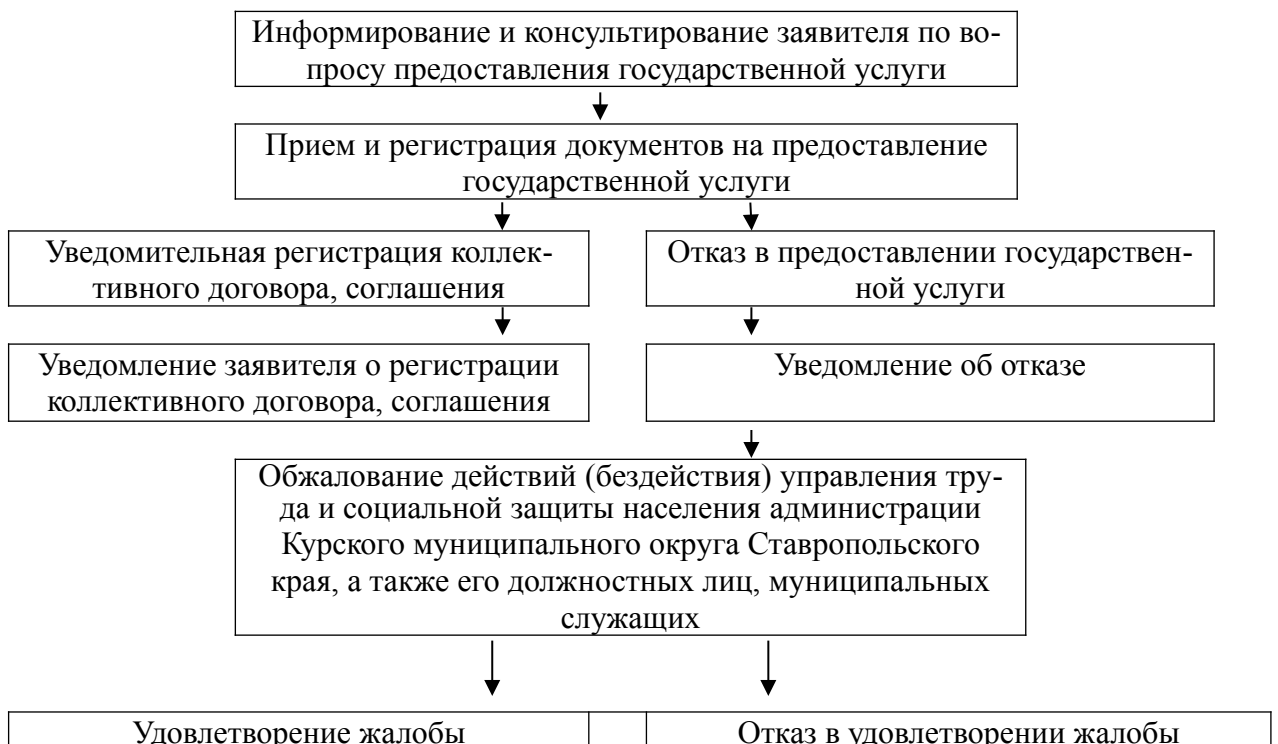 Информирование и консультирование заявителя по во-
просу предоставления государственной услуги
Прием и регистрация документов на предоставление
государственной услуги
Уведомительная регистрация коллек-
тивного договора, соглашения
Отказ в предоставлении государствен-
ной услуги
Уведомление заявителя о регистрации
коллективного договора, соглашения
Уведомление об отказе
Обжалование действий (бездействия) управления тру-
да и социальной защиты населения администрации
Курского муниципального округа Ставропольского
края, а также его должностных лиц, муниципальных
служащих
Удовлетворение жалобы
Отказ в удовлетворении жалобы